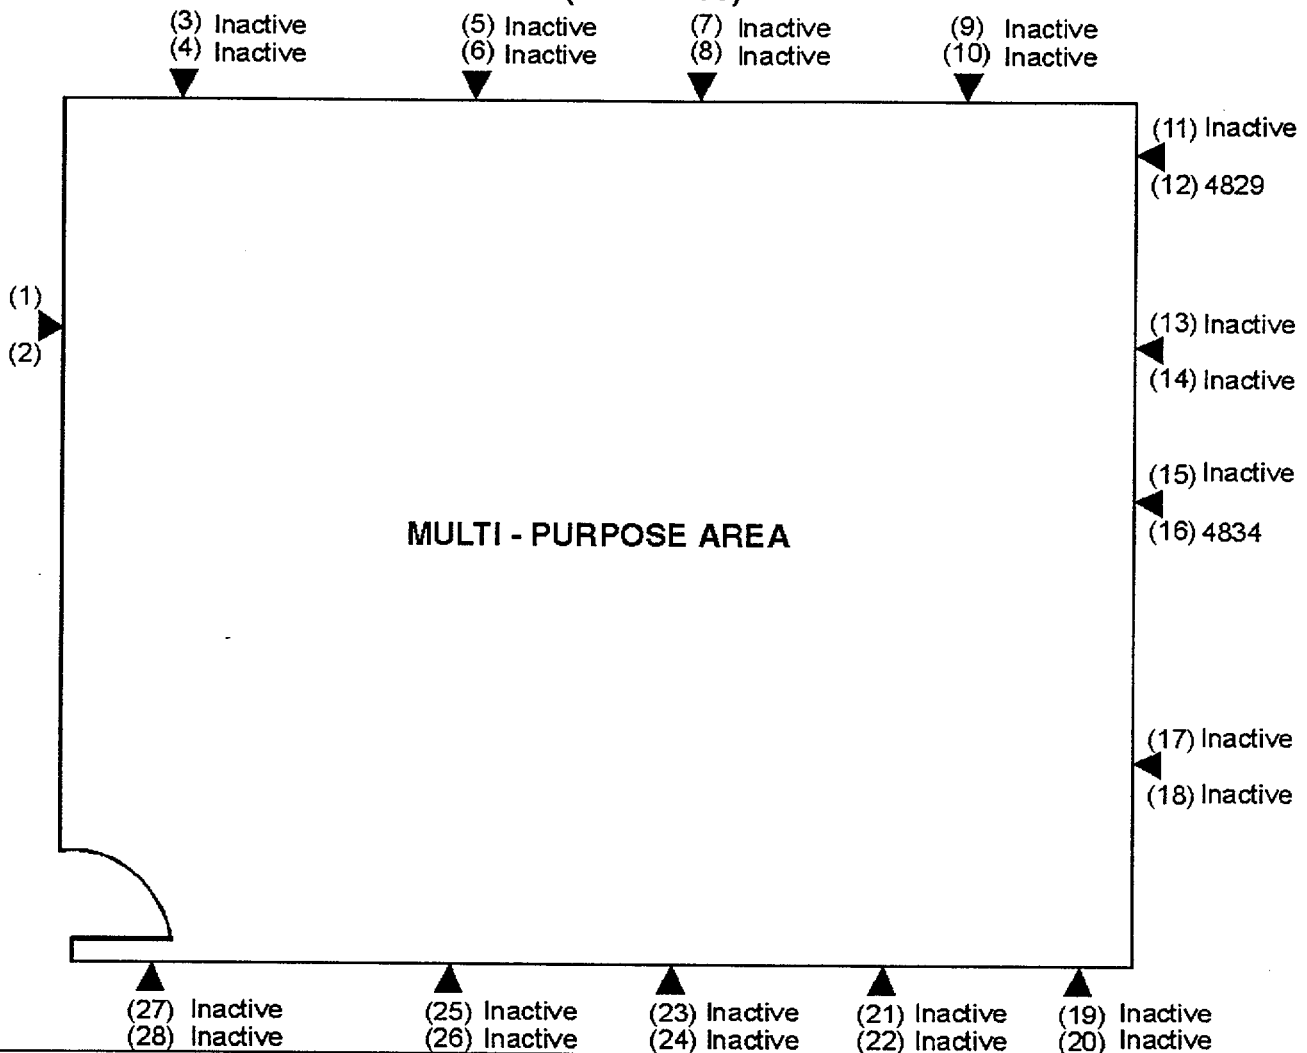 (3) Inactive
(4) Inactive
(5) Inactive
(6) Inactive
(7) Inactive
(8) Inactive
(9) Inactive
(10) Inactive
(11) Inactive
(12) 4829
(1)
(2)
(13) Inactive
(14) Inactive
(15) Inactive
(16) 4834
MULTI - PURPOSE AREA
(17) Inactive
(18) Inactive
(27) Inactive
(28) Inactive
(25) Inactive
(26) Inactive
(23) Inactive
(24) Inactive
(21) Inactive
(22) Inactive
(19) Inactive
(20) Inactive